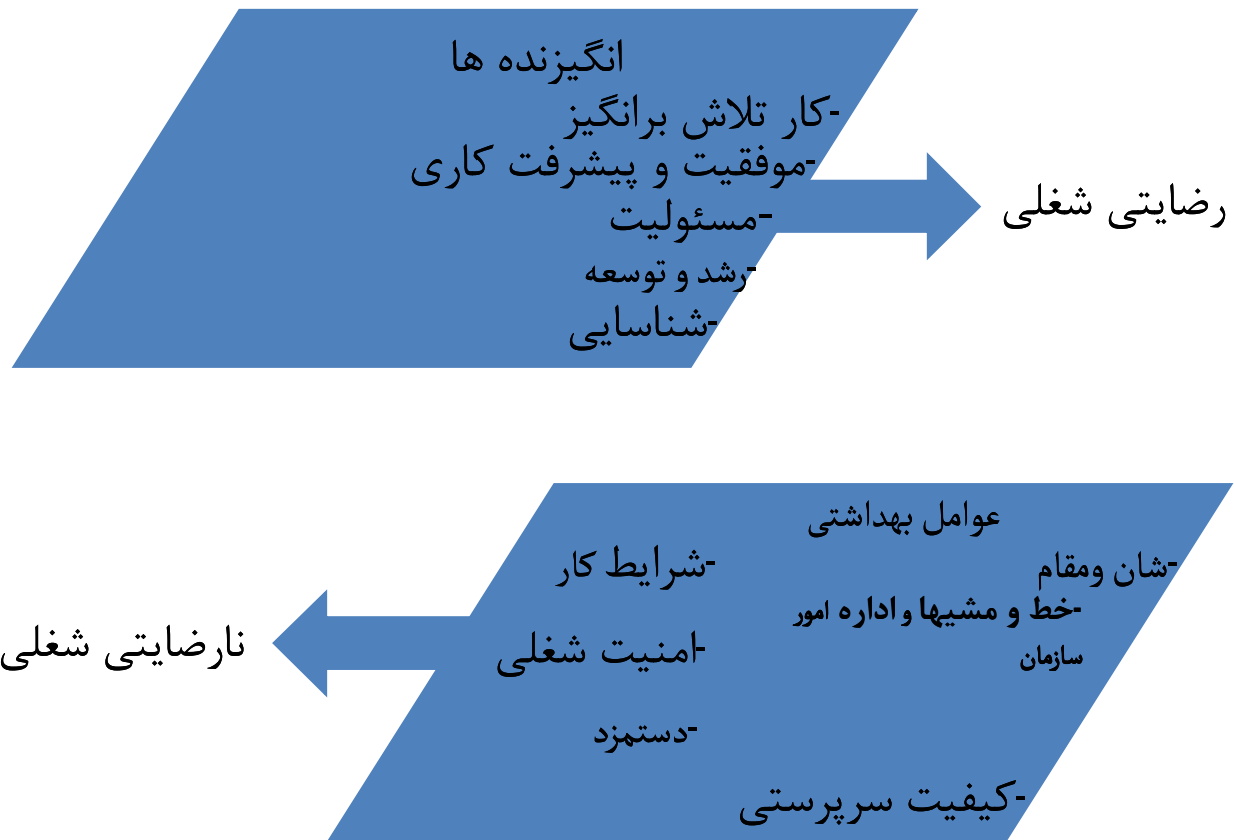 انگیزنده ها
-کار تلاش برانگیز
-موفقیت و پیشرفت کاری
-مسئولیت
-رشد و توسعه
-شناسایی
رضایتی شغلی
عوامل بهداشتی
-شان ومقام
-خط و مشیها و اداره امور
سازمان
-شرایط کار
-امنیت شغلی
-دستمزد
-کیفیت سرپرستی
نارضایتی شغلی